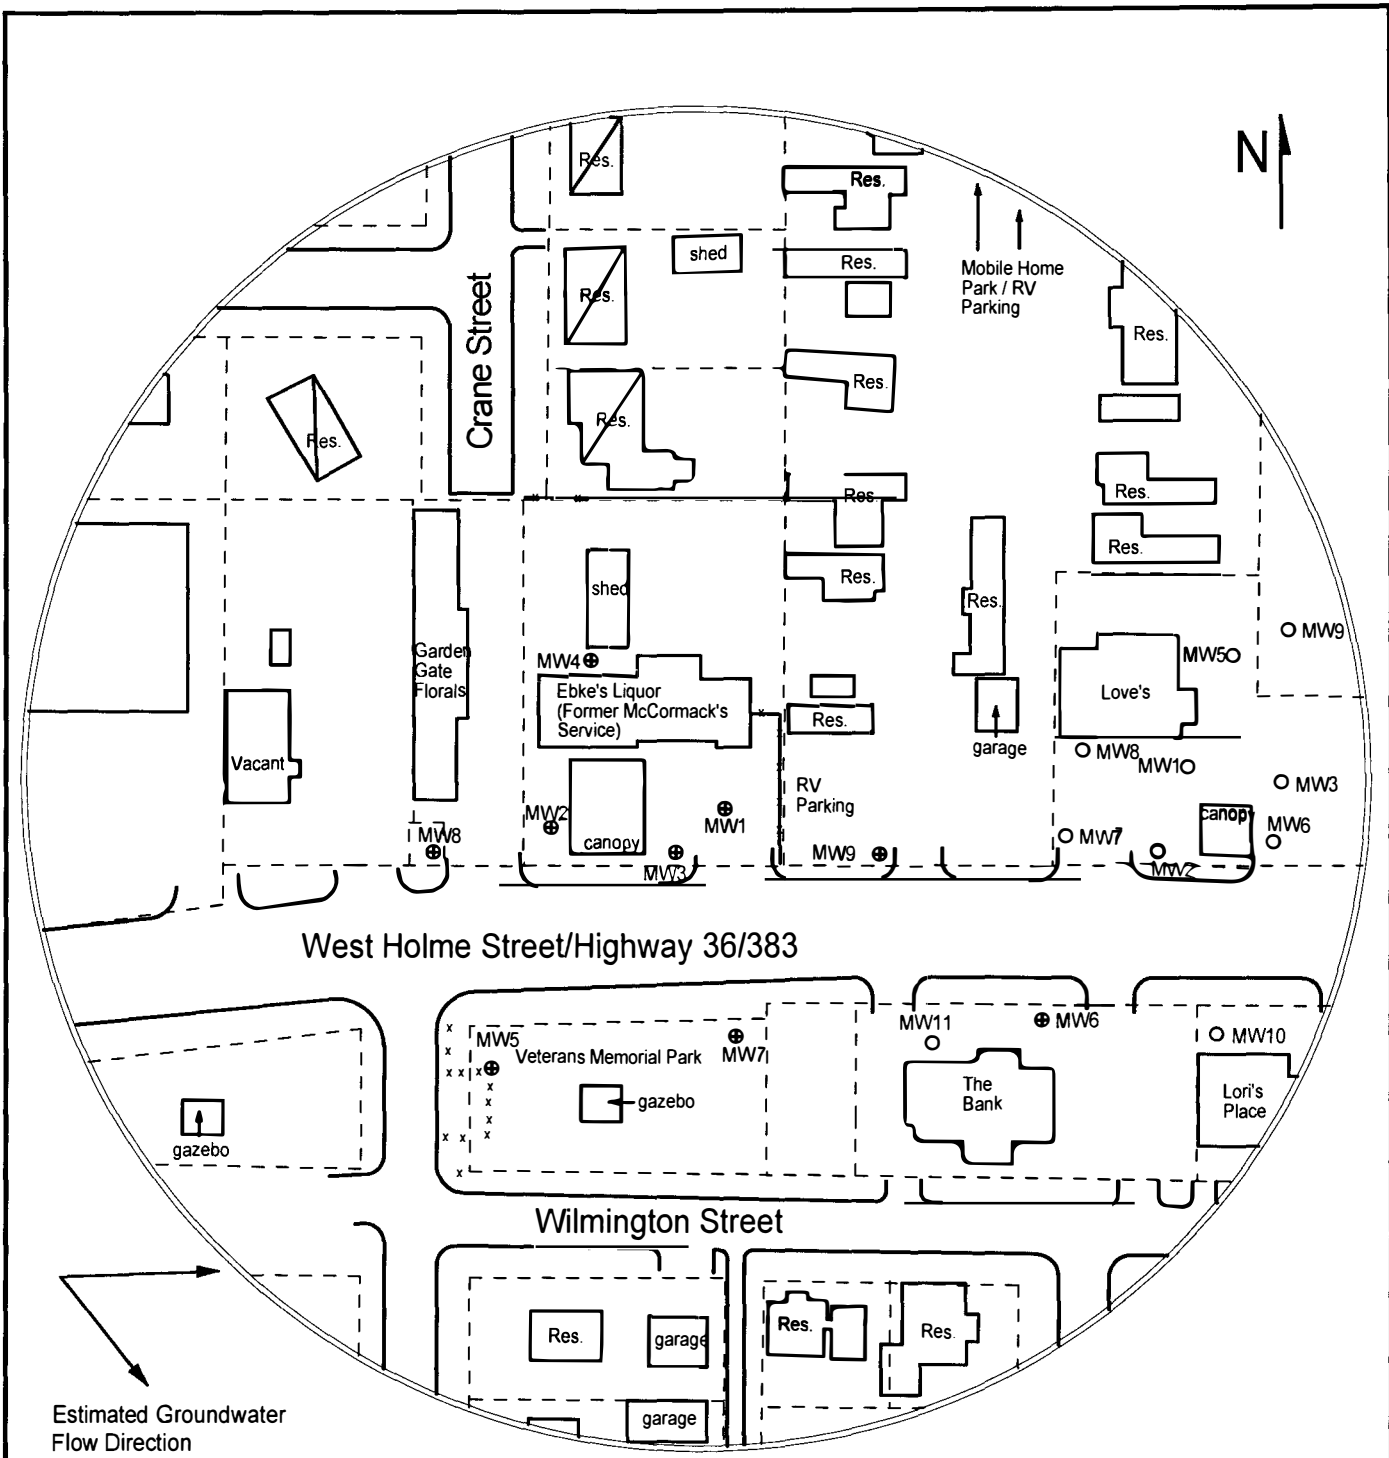 N
Res.
Res.
shed
Res.
Mobile Home
Park / RV
Parking
Res.
Res.
Crane Street
Res.
Res.
Res.
Res.
Res.
Res.
shed
Res.
Res.
Res.
MW9
MW5
Garden
Gate
Florals
MW4
Ebke's Liquor
(Former McCormack's
Service)
Love's
Res.
Vacant
garage
MW8
MW1
MW3
RV
Parking
MW2
canopy
MW1
MW8
MW3
MW9
MW7
canopy
MW6
MW2
West Holme Street/Highway 36/383
MW5
Veterans Memorial Park
MW7
MW11
MW6
MW10
gazebo
The
Bank
Lori's
Place
gazebo
Wilmington Street
Res.
garage
Res.
Res.
garage
Estimated Groundwater
Flow Direction